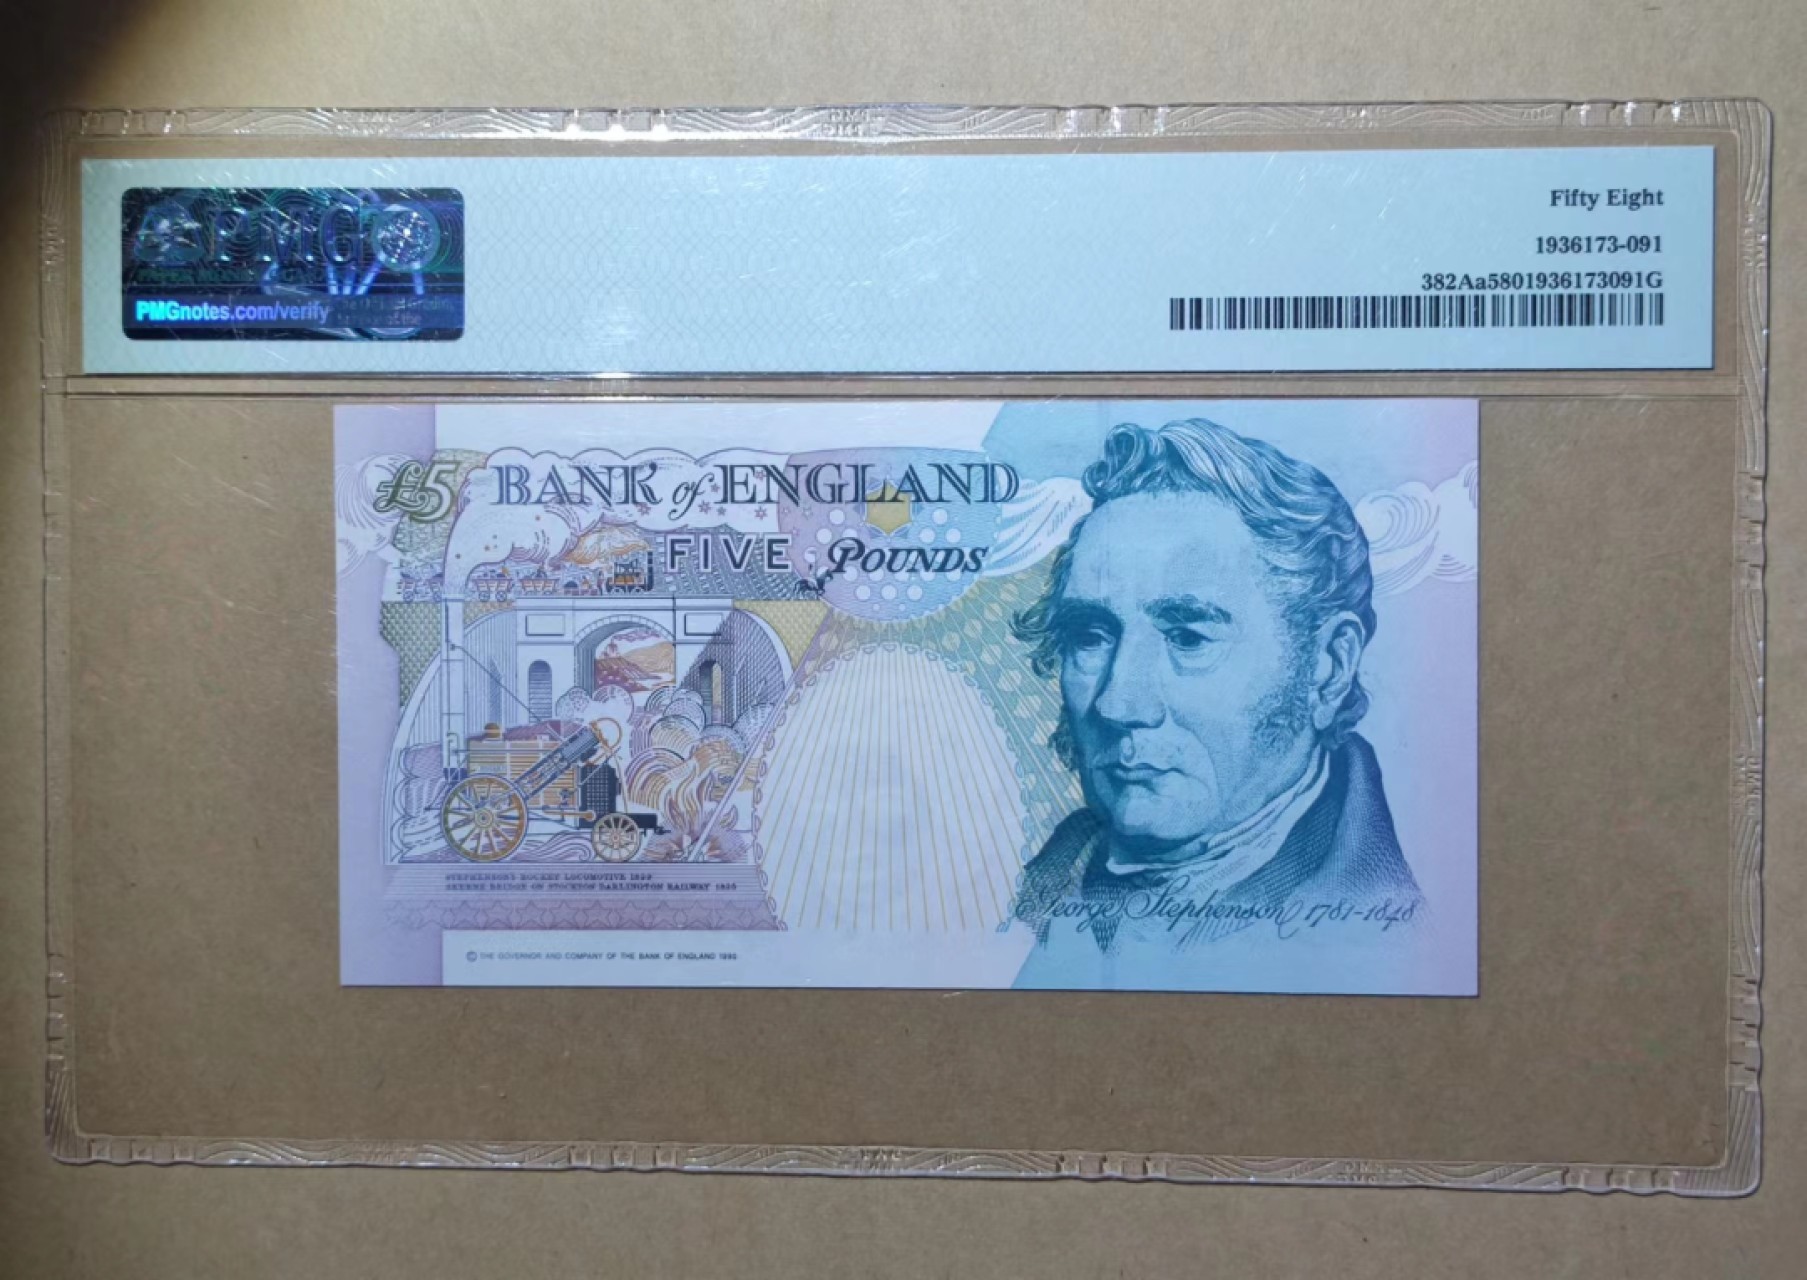 Fifty Eight
1936173-091
382Aa5801936173091G
PMG
PMGnotes.com/verify
£5 BANK of ENGLAND
FIVE POUNDS
STEPHENSON'S ROCKET LOCOMOTIVE 1829
SKERNE BRIDGE ON STOCKTON DARLINGTON RAILWAY 1825
George Stephenson 1781-1848
© THE GOVERNOR AND COMPANY OF THE BANK OF ENGLAND 1990